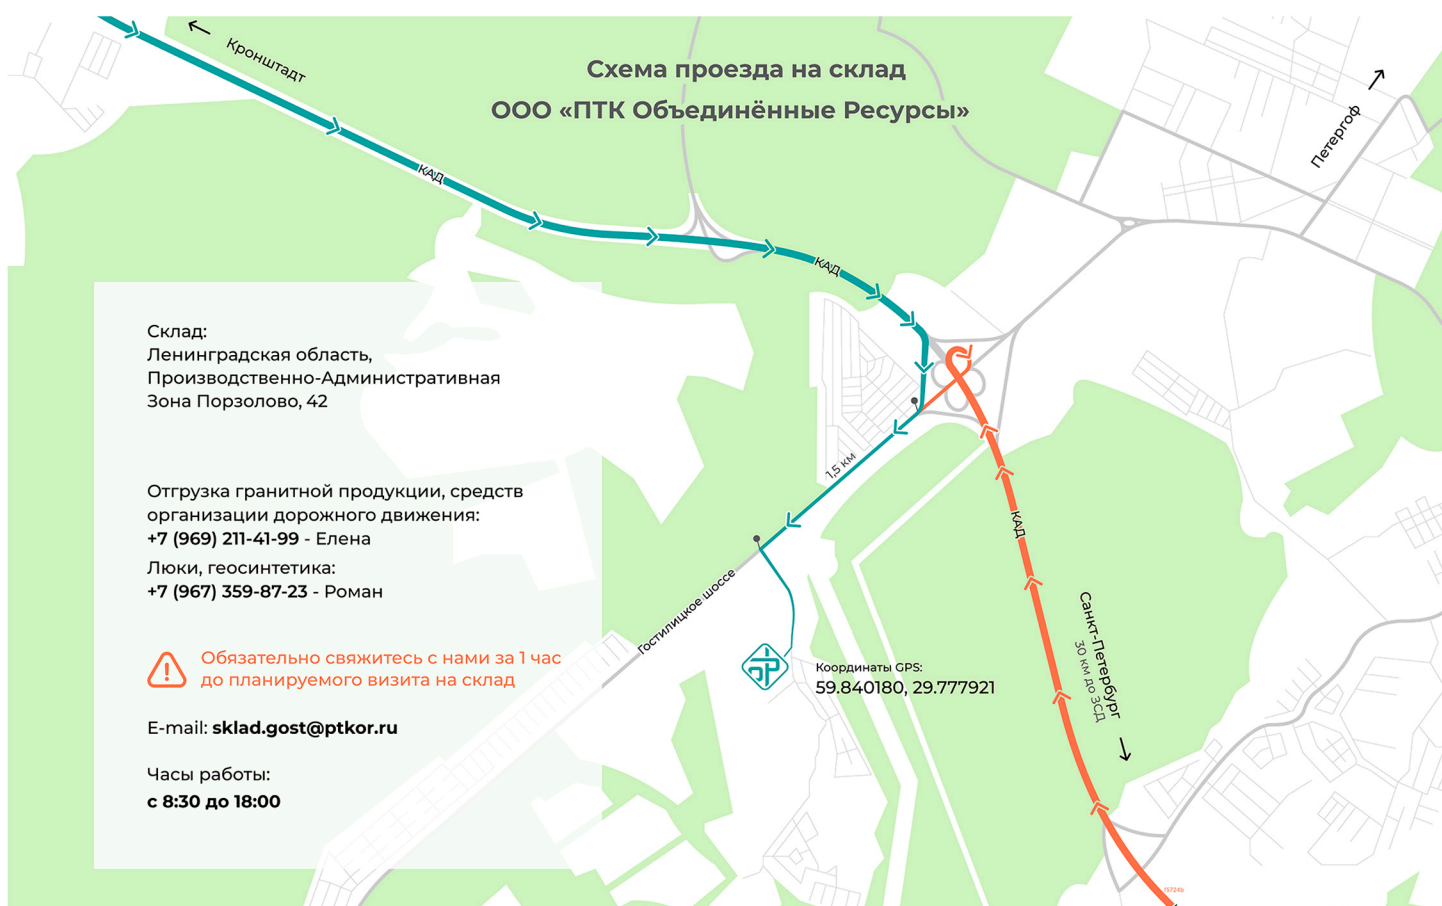 Схема проезда на склад
ООО «ПТК Объединённые Ресурсы»
Кронштадт
Петергоф
КАД
КАД
Склад:
Ленинградская область,
Производственно-Административная
Зона Порзолово, 42
Отгрузка гранитной продукции, средств
организации дорожного движения:
+7 (969) 211-41-99 - Елена
Люки, геосинтетика:
+7 (967) 359-87-23 - Роман
Обязательно свяжитесь с нами за 1 час
до планируемого визита на склад
E-mail: sklad.gost@ptkor.ru
Часы работы:
с 8:30 до 18:00
1,5 км
КАД
Гостилицкое шоссе
Координаты GPS:
59.840180, 29.777921
Санкт-Петербург
30 км до ЗСД